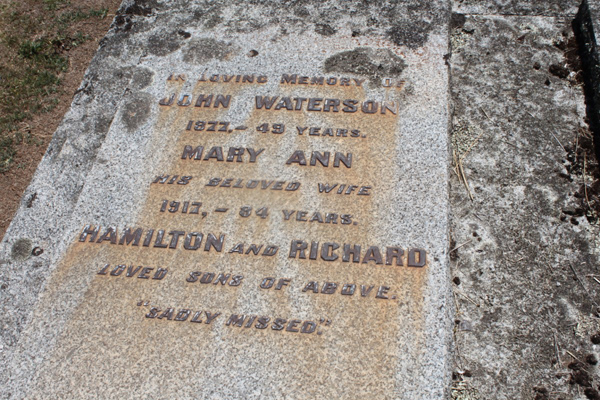 IN LOVING MEMORY OF
JOHN WATERSON
1877,- 49 YEARS.
MARY ANN
HIS BELOVED WIFE
1917, - 84 YEARS.
HAMILTON AND RICHARD
LOVED SONS OF ABOVE.
"SADLY MISSED."